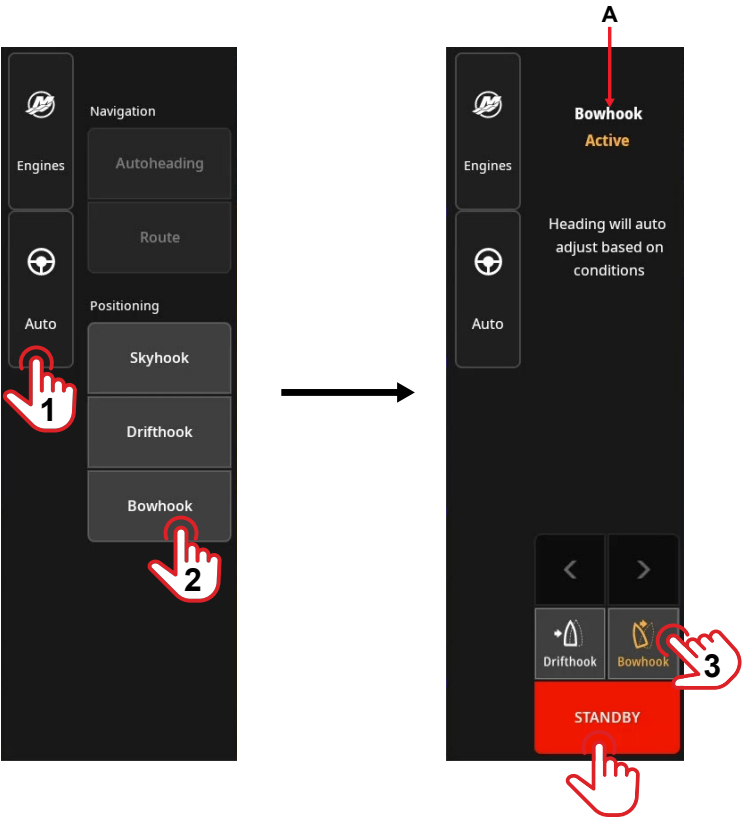 A
Engines
Auto
Navigation
Autoheading
Route
Positioning
Skyhook
Drifthook
Bowhook
1
2
Engines
Auto
Bowhook
Active
Heading will auto
adjust based on
conditions
Drifthook
Bowhook
3
STANDBY